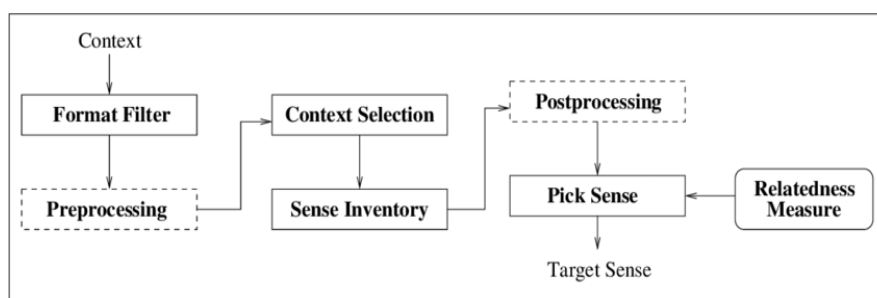 Context
Format Filter
Preprocessing
Context Selection
Sense Inventory
Postprocessing
Pick Sense
Relatedness
Measure
Target Sense